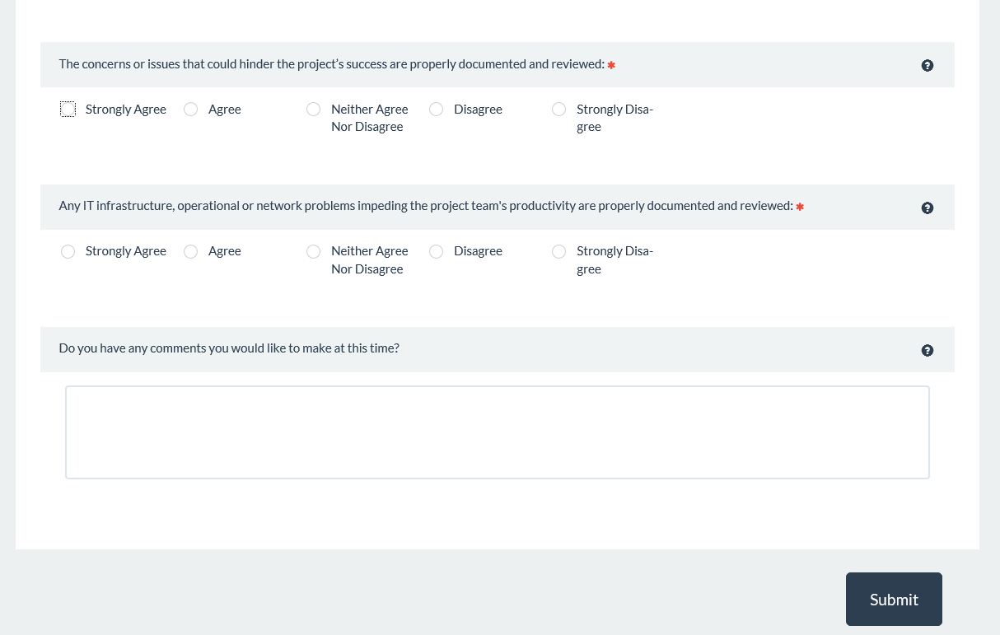 The concerns or issues that could hinder the project’s success are properly documented and reviewed: *
Strongly Agree Agree Neither Agree Nor Disagree Disagree Strongly Disa-
gree
Any IT infrastructure, operational or network problems impeding the project team's productivity are properly documented and reviewed: *
Strongly Agree Agree Neither Agree Nor Disagree Disagree Strongly Disa-
gree
Do you have any comments you would like to make at this time?
Submit